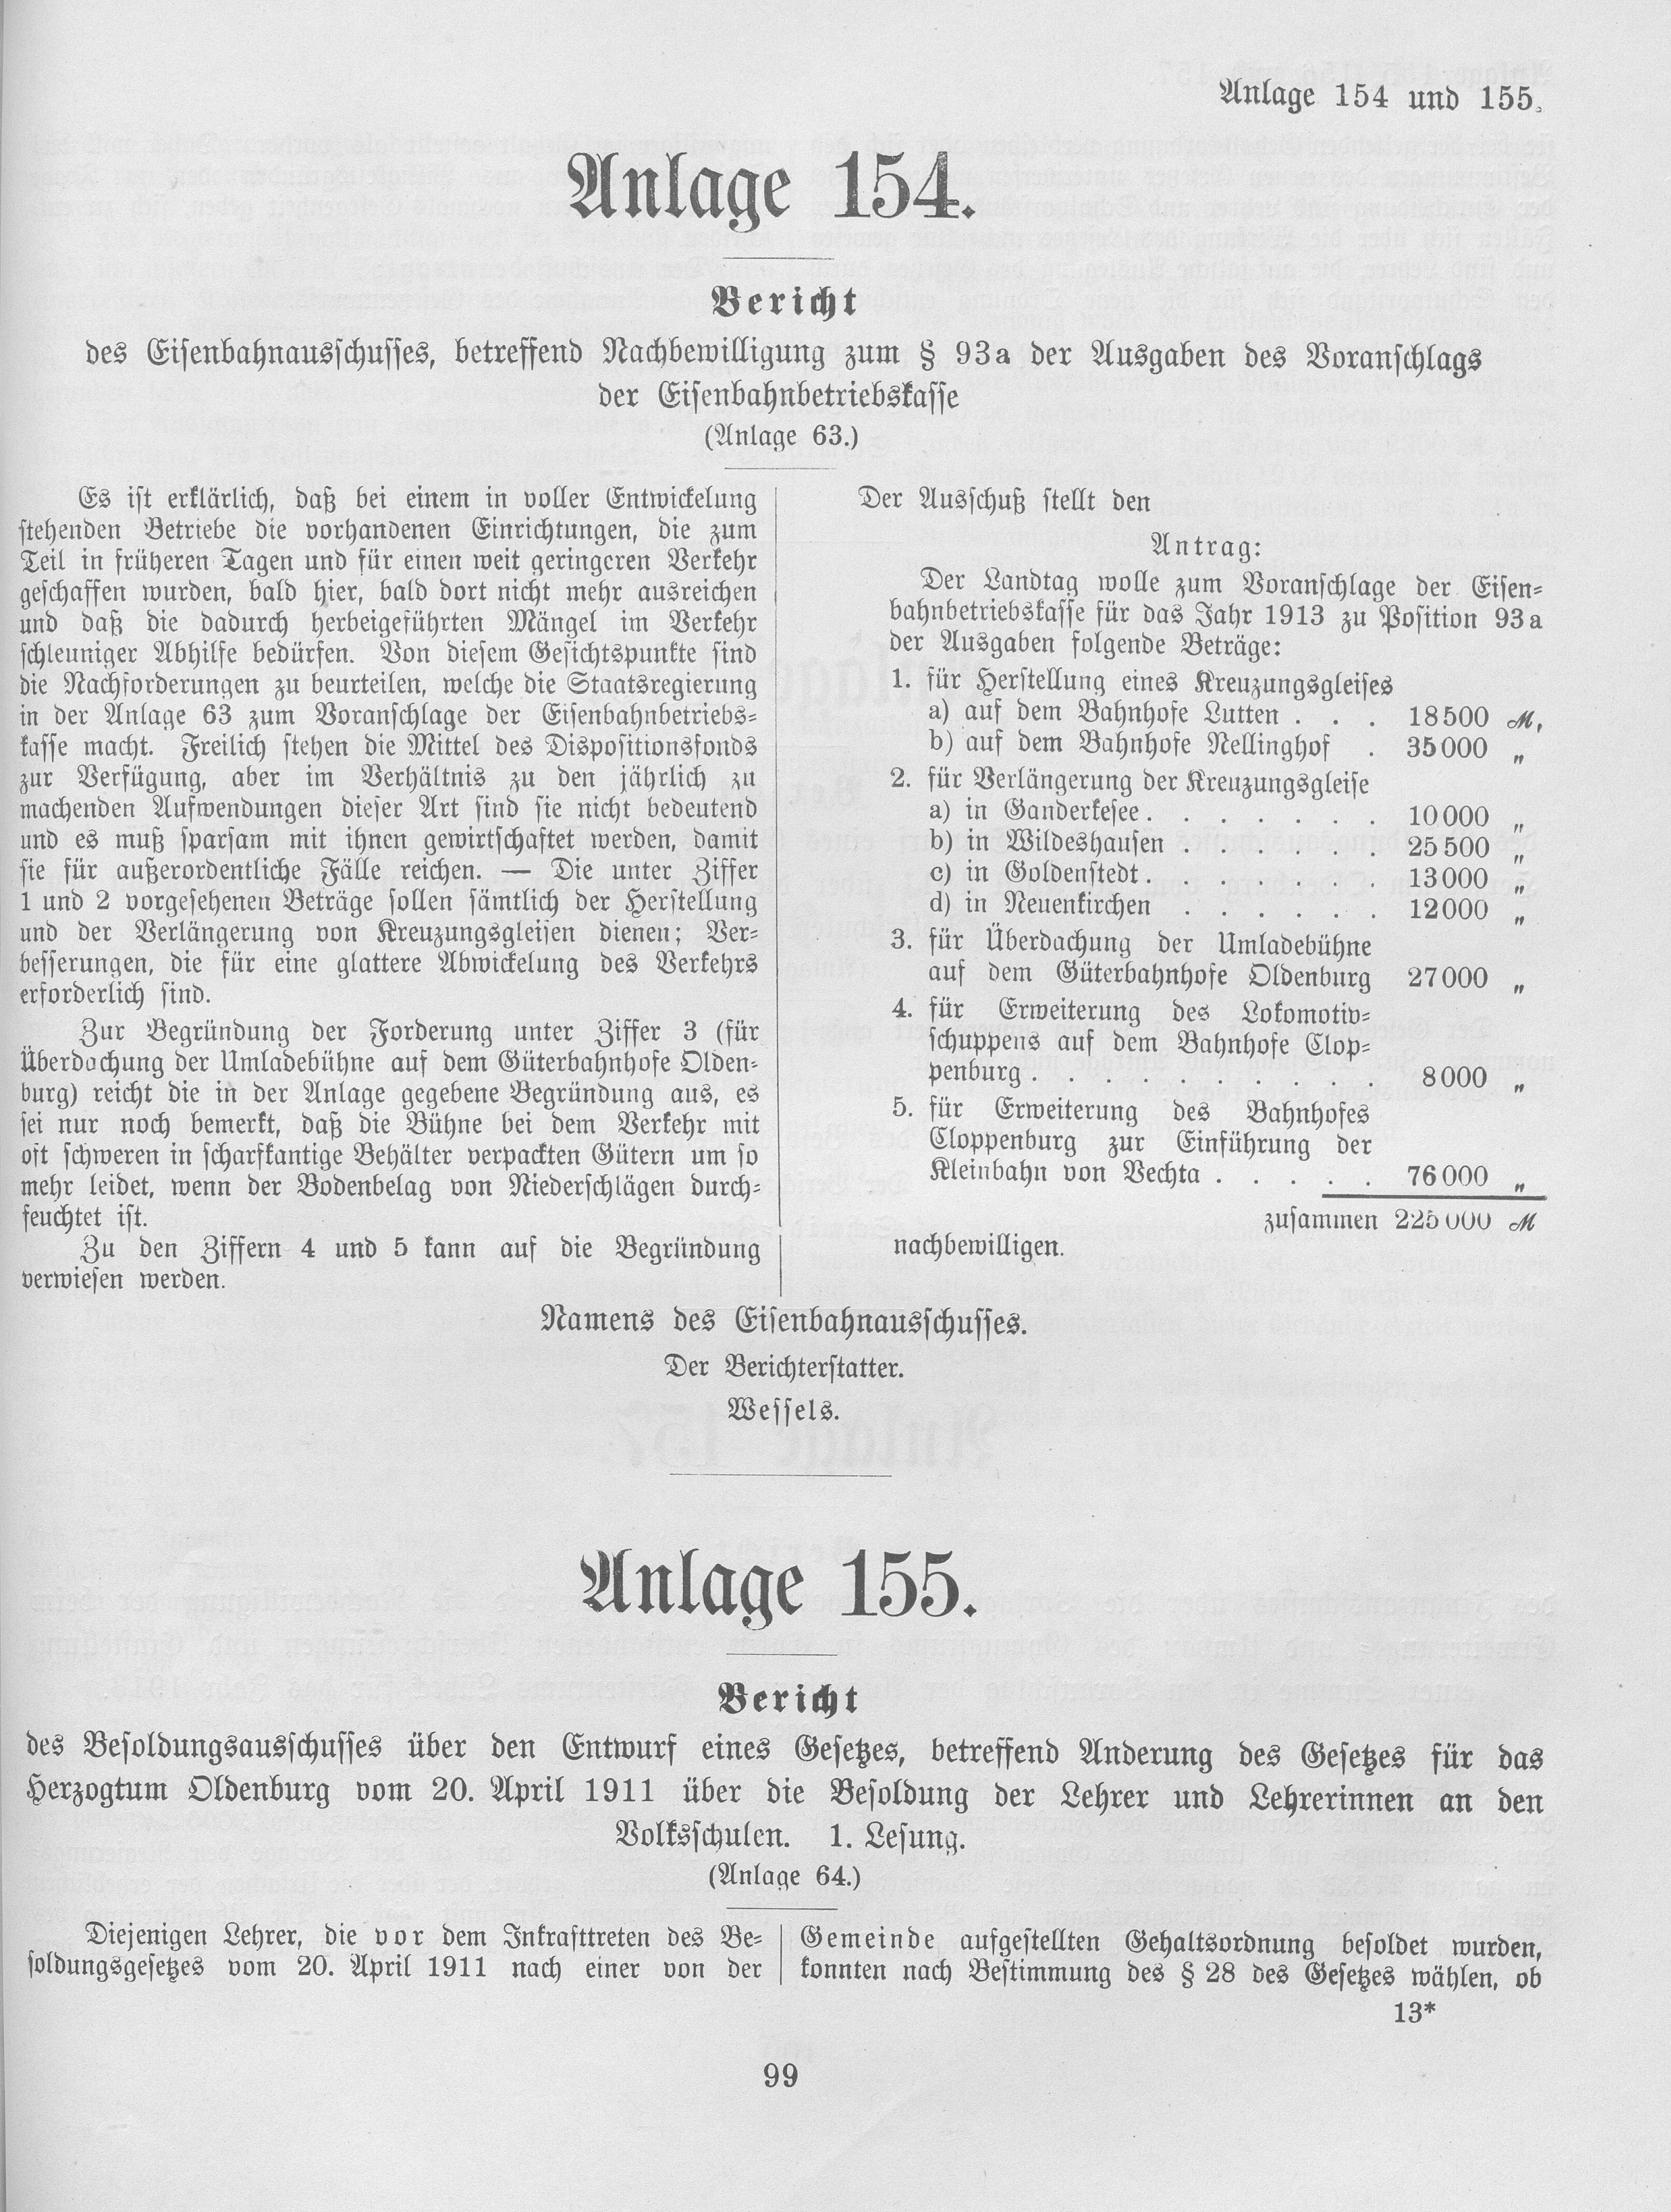 Anlage 154 und 155.
Anlage 154.
Bericht
des Eisenbahnausschusses, betreffend Nachbewilligung zum § 93a der Ausgaben des Voranschlags
der Eisenbahnbetriebskasse
(Anlage 63.)
Es ist erklärlich, daß bei einem in voller Entwickelung
stehenden Betriebe die vorhandenen Einrichtungen, die zum
Teil in früheren Tagen und für einen weit geringeren Verkehr
geschaffen wurden, bald hier, bald dort nicht mehr ausreichen
und daß die dadurch herbeigeführten Mängel im Verkehr
schleuniger Abhilfe bedürfen. Von diesem Gesichtspunkte sind
die Nachforderungen zu beurteilen, welche die Staatsregierung
in der Anlage 63 zum Voranschlage der Eisenbahnbetriebs-
kasse macht. Freilich stehen die Mittel des Dispositionsfonds
zur Verfügung, aber im Verhältnis zu den jährlich zu
machenden Aufwendungen dieser Art sind sie nicht bedeutend
und es muß sparsam mit ihnen gewirtschaftet werden, damit
sie für außerordentliche Fälle reichen. — Die unter Ziffer
1 und 2 vorgesehenen Beträge sollen sämtlich der Herstellung
und der Verlängerung von Kreuzungsgleisen dienen; Ver-
besserungen, die für eine glattere Abwickelung des Verkehrs
erforderlich sind.
Zur Begründung der Forderung unter Ziffer 3 (für
Überdachung der Umladebühne auf dem Güterbahnhofe Olden-
burg) reicht die in der Anlage gegebene Begründung aus, es
sei nur noch bemerkt, daß die Bühne bei dem Verkehr mit
oft schweren in scharfkantige Behälter verpackten Gütern um so
mehr leidet, wenn der Bodenbelag von Niederschlägen durch-
feuchtet ist.
Zu den Ziffern 4 und 5 kann auf die Begründung
verwiesen werden.
Der Ausschuß stellt den
Antrag:
Der Landtag wolle zum Voranschlage der Eisen-
bahnbetriebskasse für das Jahr 1913 zu Position 93a
der Ausgaben folgende Beträge:
1. für Herstellung eines Kreuzungsgleises
a) auf dem Bahnhofe Lutten . . . 18500 ℳ,
b) auf dem Bahnhofe Nellinghof . 35000 „
2. für Verlängerung der Kreuzungsgleise
a) in Ganderkesee . . . . . . . 10000 „
b) in Wildeshausen . . . . . . 25500 „
c) in Goldenstedt . . . . . . . 13000 „
d) in Neuenkirchen . . . . . . 12000 „
3. für Überdachung der Umladebühne
auf dem Güterbahnhofe Oldenburg 27000 „
4. für Erweiterung des Lokomotiv-
schuppens auf dem Bahnhofe Clop-
penburg . . . . . . . . . . . 8000 „
5. für Erweiterung des Bahnhofes
Cloppenburg zur Einführung der
Kleinbahn von Vechta . . . . . 76000 „
zusammen 225000 ℳ
nachbewilligen.
Namens des Eisenbahnausschusses.
Der Berichterstatter.
Wessels.
Anlage 155.
Bericht
des Besoldungsausschusses über den Entwurf eines Gesetzes, betreffend Anderung des Gesetzes für das
Herzogtum Oldenburg vom 20. April 1911 über die Besoldung der Lehrer und Lehrerinnen an den
Volksschulen. 1. Lesung.
(Anlage 64.)
Diejenigen Lehrer, die vor dem Inkrafttreten des Be-
soldungsgesetzes vom 20. April 1911 nach einer von der
Gemeinde aufgestellten Gehaltsordnung besoldet wurden,
konnten nach Bestimmung des § 28 des Gesetzes wählen, ob
13*
99